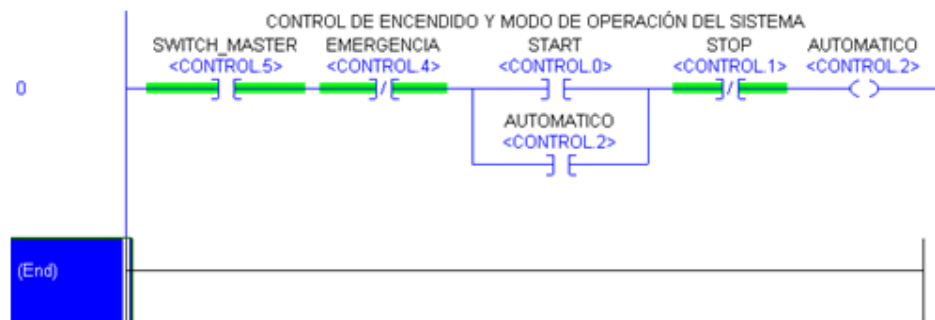 CONTROL DE ENCENDIDO Y MODO DE OPERACIÓN DEL SISTEMA
SWITCH_MASTER EMERGENCIA START STOP AUTOMATICO
<CONTROL.5> <CONTROL.4> <CONTROL.0> <CONTROL.1> <CONTROL.2>
0
AUTOMATICO
<CONTROL.2>
(End)